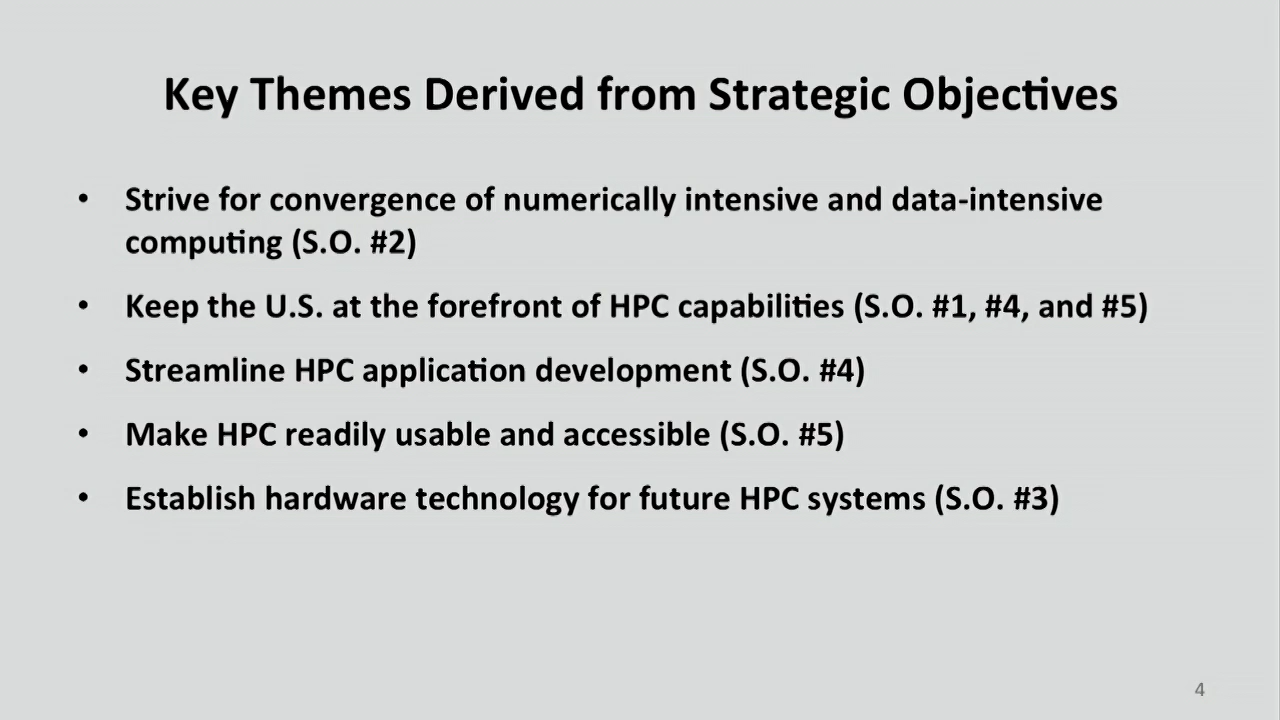 Key Themes Derived from Strategic Objectives
• Strive for convergence of numerically intensive and data-intensive
computing (S.O. #2)
• Keep the U.S. at the forefront of HPC capabilities (S.O. #1, #4, and #5)
• Streamline HPC application development (S.O. #4)
• Make HPC readily usable and accessible (S.O. #5)
• Establish hardware technology for future HPC systems (S.O. #3)
4